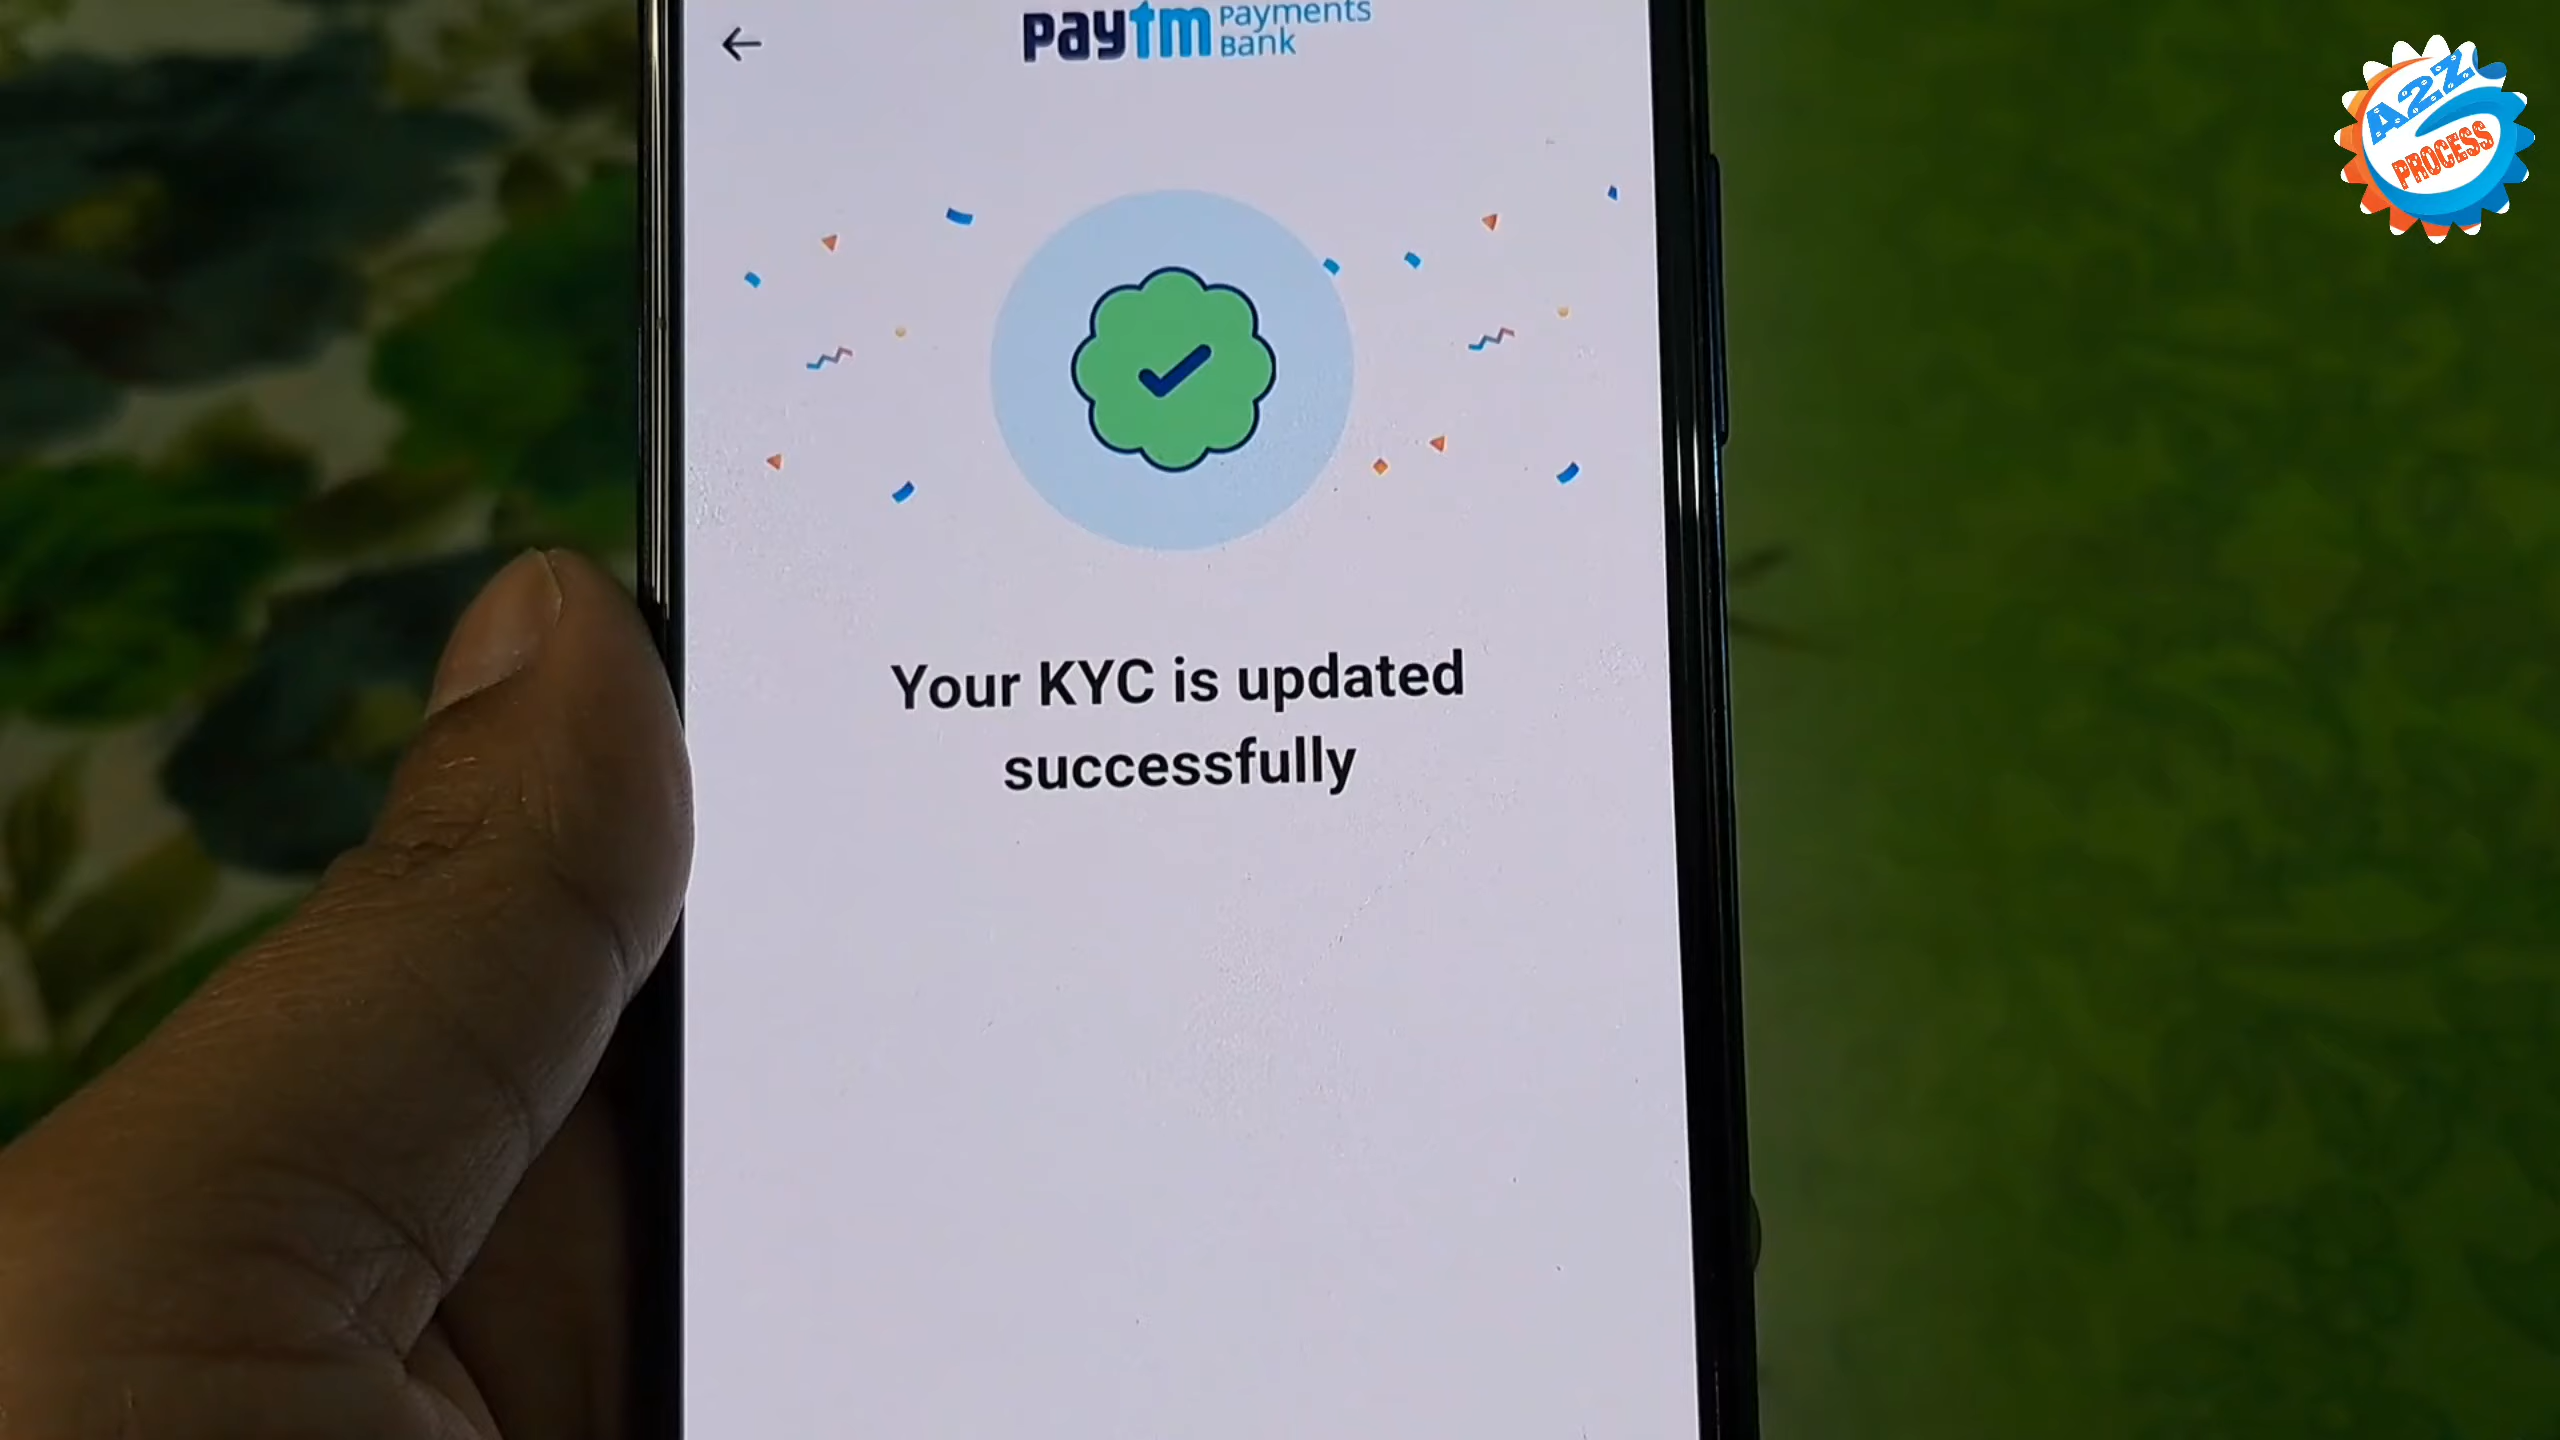 paytm Payments
Bank
Your KYC is updated
successfully
A2Z
PROCESS